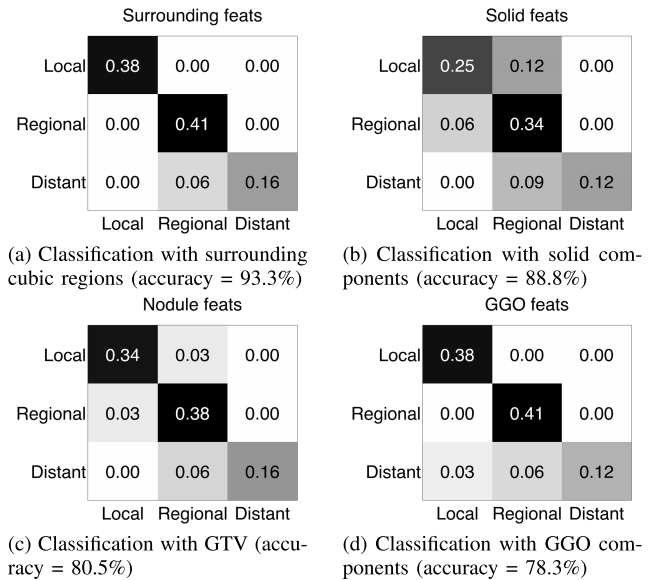 Surrounding feats
Local 0.38 0.00 0.00
Regional 0.00 0.41 0.00
Distant 0.00 0.06 0.16
Local Regional Distant
(a) Classification with surrounding
cubic regions (accuracy = 93.3%)
Solid feats
Local 0.25 0.12 0.00
Regional 0.06 0.34 0.00
Distant 0.00 0.09 0.12
Local Regional Distant
(b) Classification with solid com-
ponents (accuracy = 88.8%)
Nodule feats
Local 0.34 0.03 0.00
Regional 0.03 0.38 0.00
Distant 0.00 0.06 0.16
Local Regional Distant
(c) Classification with GTV (accu-
racy = 80.5%)
GGO feats
Local 0.38 0.00 0.00
Regional 0.00 0.41 0.00
Distant 0.03 0.06 0.12
Local Regional Distant
(d) Classification with GGO com-
ponents (accuracy = 78.3%)